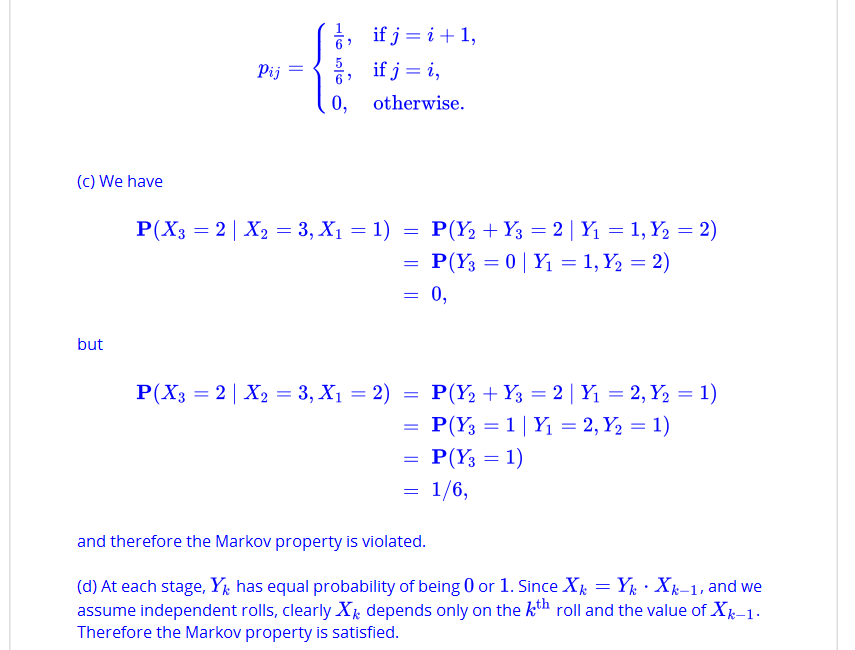 p_{ij} = { 1/6, if j = i + 1,
5/6, if j = i,
0, otherwise.
(c) We have
P(X_3 = 2 | X_2 = 3, X_1 = 1) = P(Y_2 + Y_3 = 2 | Y_1 = 1, Y_2 = 2)
= P(Y_3 = 0 | Y_1 = 1, Y_2 = 2)
= 0,
but
P(X_3 = 2 | X_2 = 3, X_1 = 2) = P(Y_2 + Y_3 = 2 | Y_1 = 2, Y_2 = 1)
= P(Y_3 = 1 | Y_1 = 2, Y_2 = 1)
= P(Y_3 = 1)
= 1/6,
and therefore the Markov property is violated.
(d) At each stage, Y_k has equal probability of being 0 or 1. Since X_k = Y_k · X_{k−1}, and we
assume independent rolls, clearly X_k depends only on the k^{th} roll and the value of X_{k−1}.
Therefore the Markov property is satisfied.